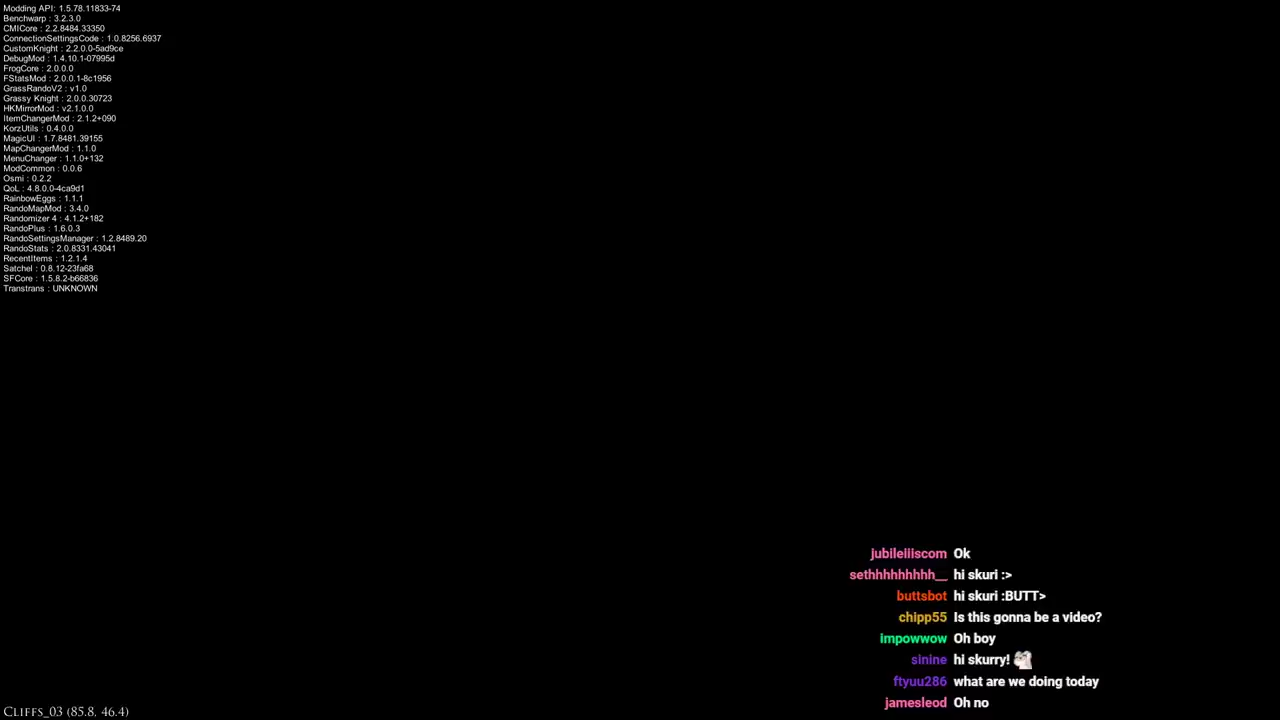 Modding API: 1.5.78.11833-74
Benchwarp : 3.2.3.0
CMICore : 2.2.8484.33350
ConnectionSettingsCode : 1.0.8256.6937
CustomKnight : 2.2.0.0-5ad9ce
DebugMod : 1.4.10.1-07995d
FrogCore : 2.0.0.0
FStatsMod : 2.0.0.1-8c1956
GrassRandoV2 : v1.0
Grassy Knight : 2.0.0.30723
HKMirrorMod : v2.1.0.0
ItemChangerMod : 2.1.2+090
KorzUtils : 0.4.0.0
MagicUI : 1.7.8481.39155
MapChangerMod : 1.1.0
MenuChanger : 1.1.0+132
ModCommon : 0.0.6
Osmi : 0.2.2
QoL : 4.8.0.0-4ca9d1
RainbowEggs : 1.1.1
RandoMapMod : 3.4.0
Randomizer 4 : 4.1.2+182
RandoPlus : 1.6.0.3
RandoSettingsManager : 1.2.8489.20
RandoStats : 2.0.8331.43041
RecentItems : 1.2.1.4
Satchel : 0.8.12-23fa68
SFCore : 1.5.8.2-b66836
Transtrans : UNKNOWN
jubileiiiscom Ok
sethhhhhhhhh__ hi skuri :>
buttsbot hi skuri :BUTT>
chipp55 Is this gonna be a video?
impowwow Oh boy
sinine hi skurry!
ftyuu286 what are we doing today
jamesleod Oh no
Cliffs_03 (85.8, 46.4)